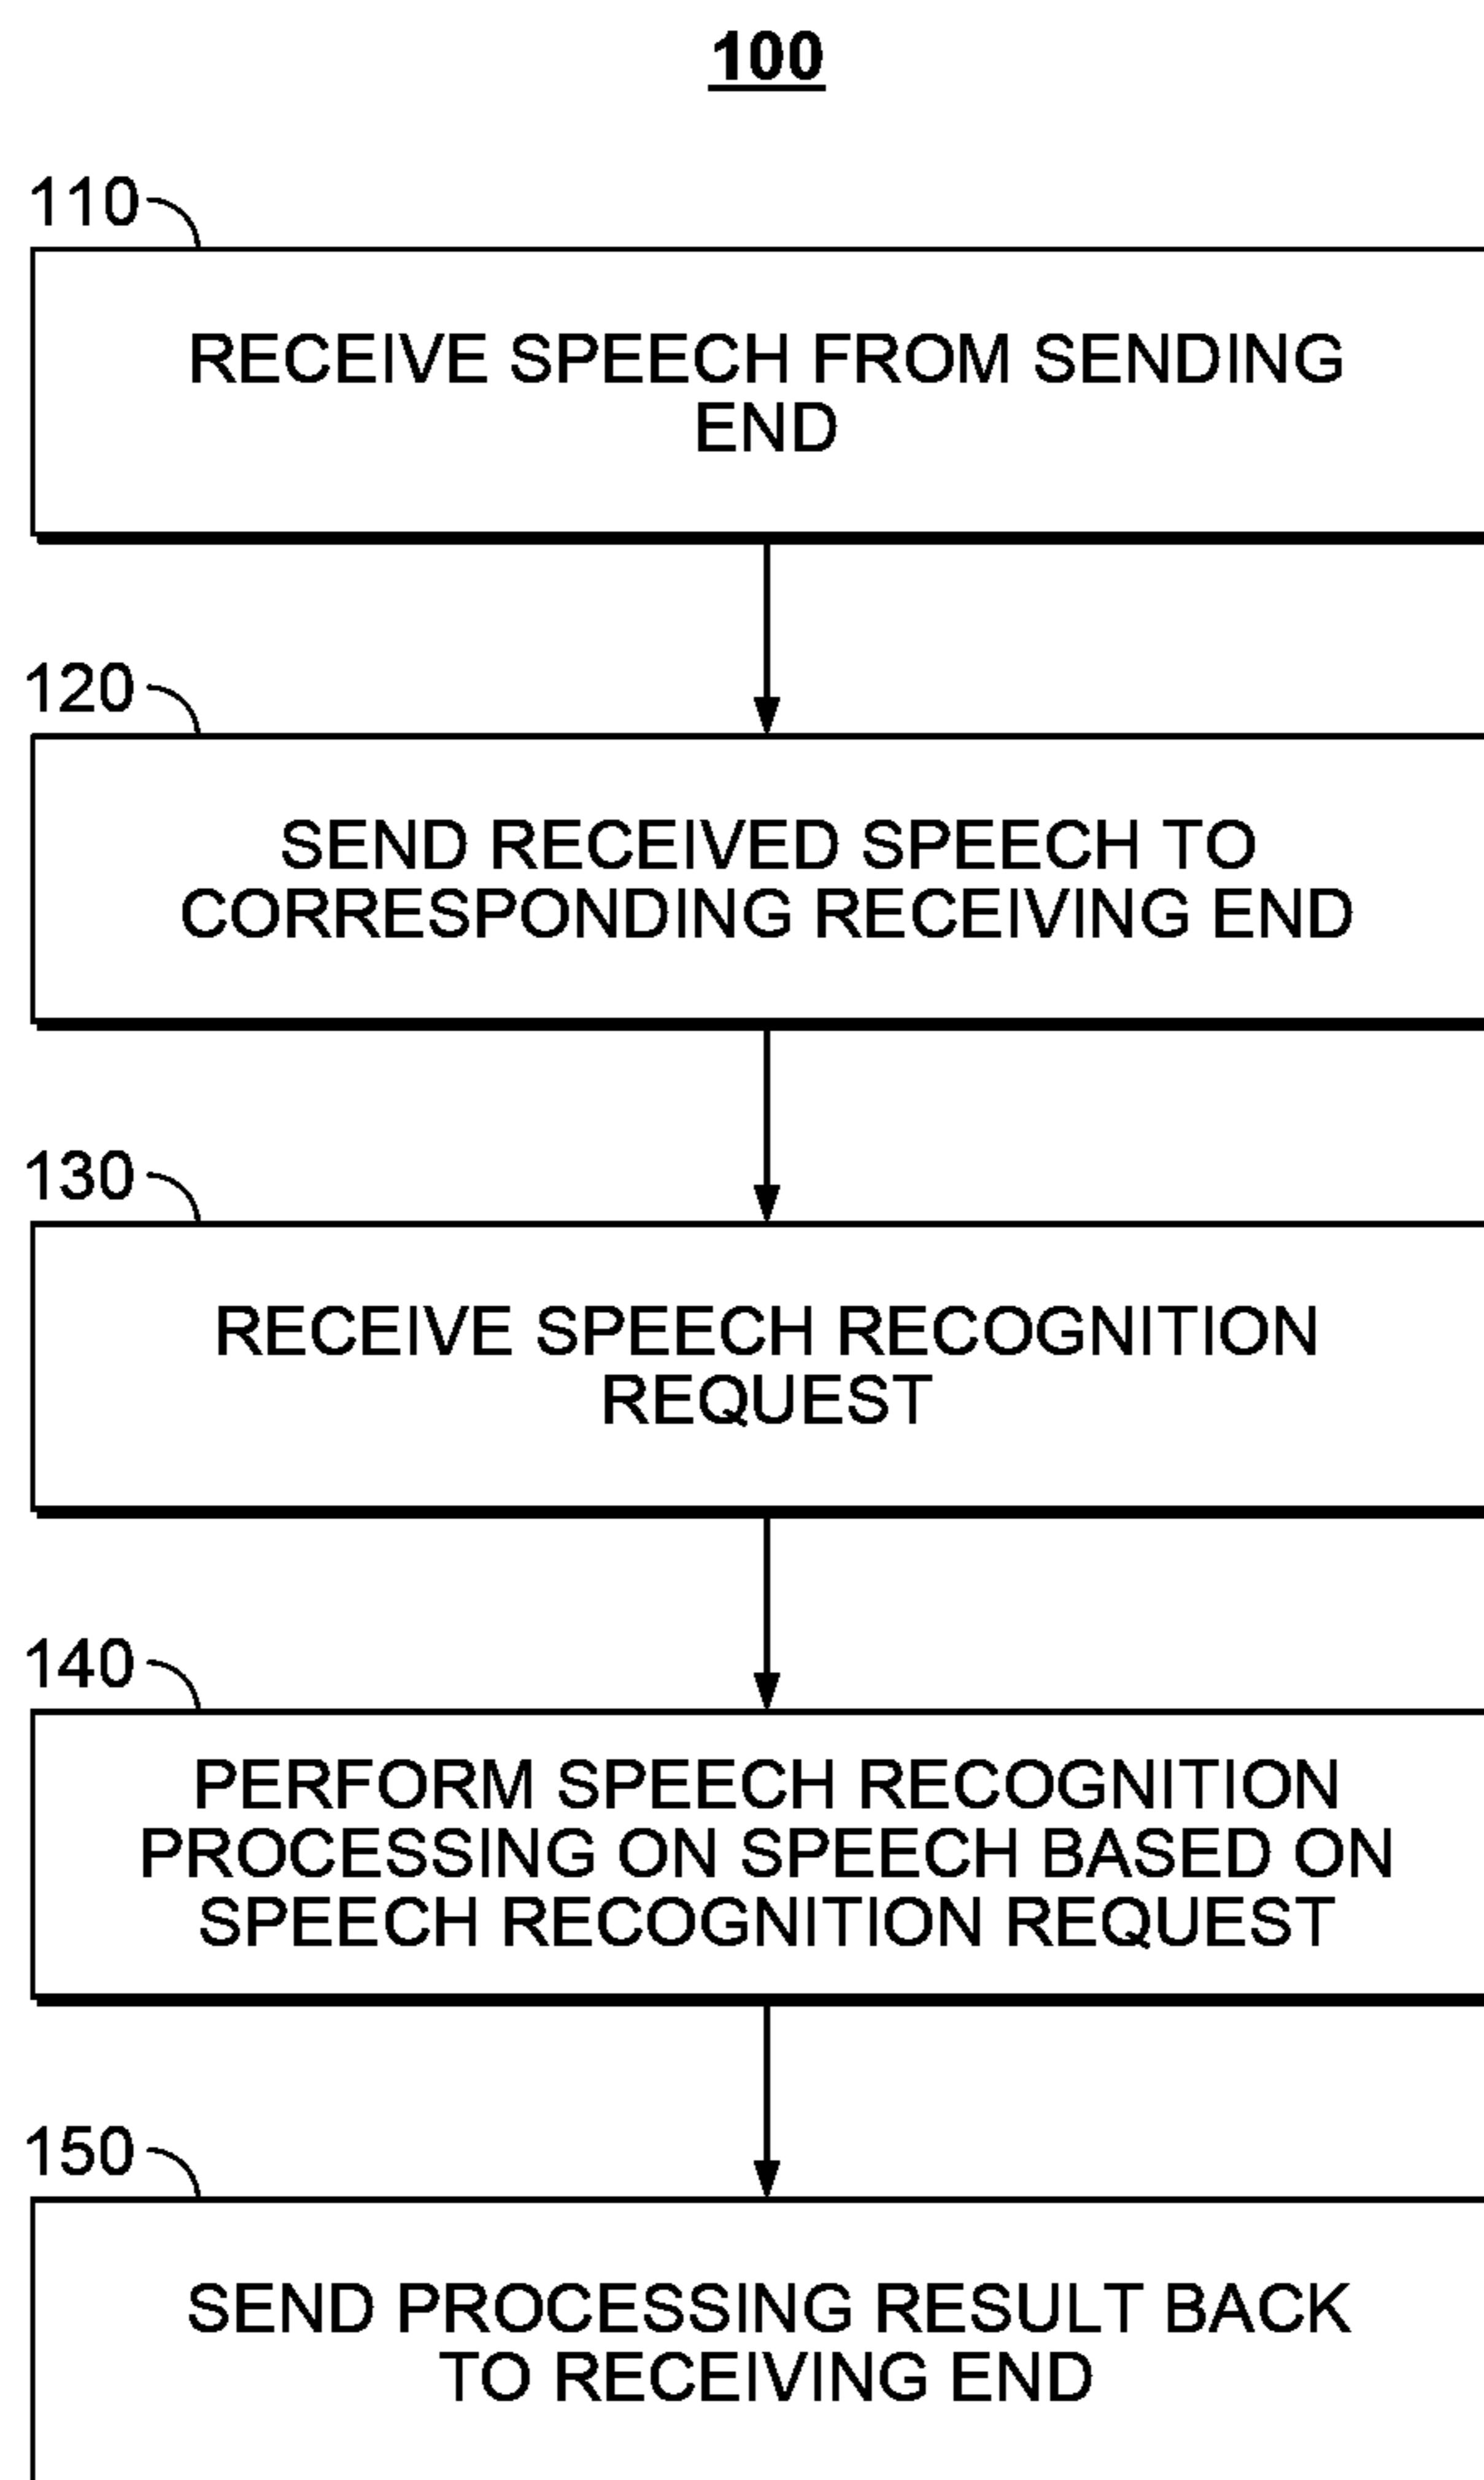 100
110
RECEIVE SPEECH FROM SENDING
END
120
SEND RECEIVED SPEECH TO
CORRESPONDING RECEIVING END
130
RECEIVE SPEECH RECOGNITION
REQUEST
140
PERFORM SPEECH RECOGNITION
PROCESSING ON SPEECH BASED ON
SPEECH RECOGNITION REQUEST
150
SEND PROCESSING RESULT BACK
TO RECEIVING END